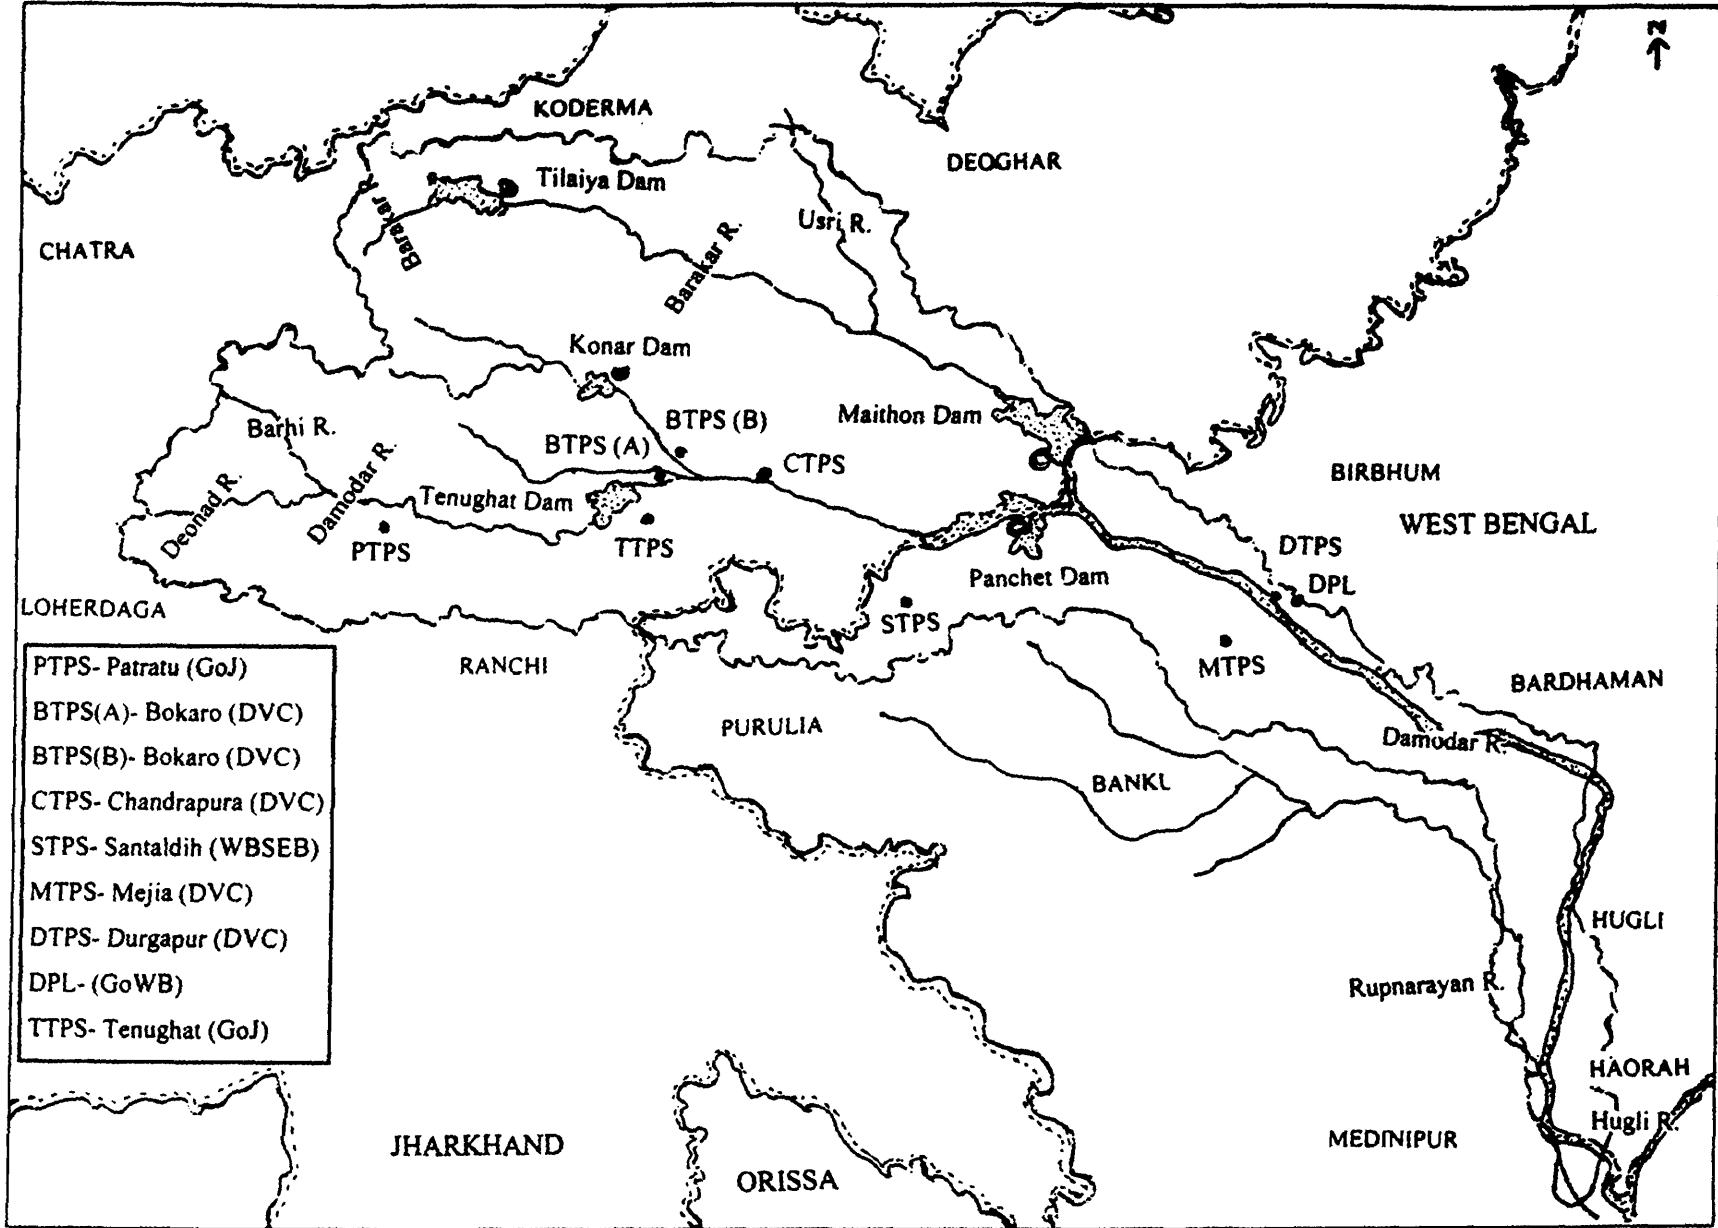 N
KODERMA
DEOGHAR
Tilaiya Dam
Barakar R.
Usri R.
CHATRA
Barakar R.
Konar Dam
Barhi R.
BTPS (B)
Maithon Dam
BTPS (A)
CTPS
BIRBHUM
Deonad R.
Damodar R.
Tenughat Dam
WEST BENGAL
PTPS
TTPS
DTPS
Panchet Dam
DPL
LOHERDAGA
STPS
RANCHI
MTPS
BARDHAMAN
PURULIA
Damodar R.
BANKL
PTPS- Patratu (GoJ)
BTPS(A)- Bokaro (DVC)
BTPS(B)- Bokaro (DVC)
CTPS- Chandrapura (DVC)
STPS- Santaldih (WBSEB)
MTPS- Mejia (DVC)
DTPS- Durgapur (DVC)
DPL- (GoWB)
TTPS- Tenughat (GoJ)
HUGLI
Rupnarayan R.
HAORAH
Hugli R.
JHARKHAND
MEDINIPUR
ORISSA